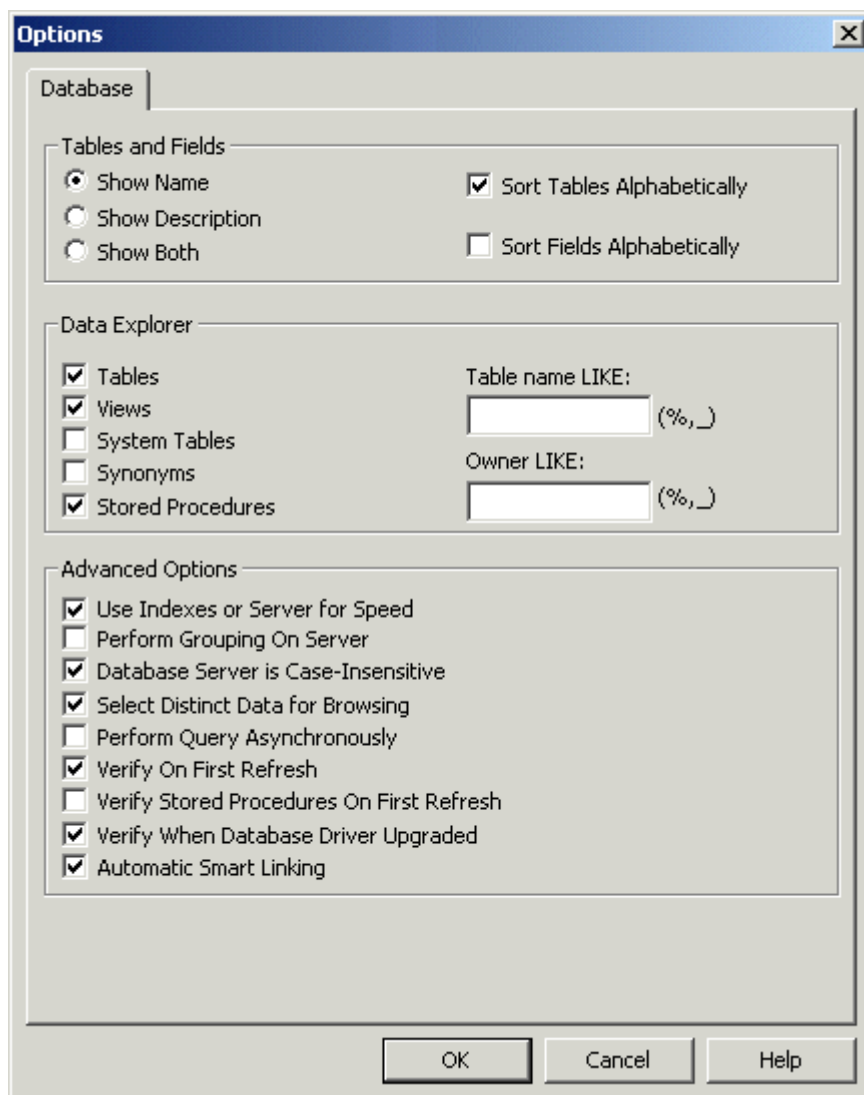 Options
Database
Tables and Fields
Show Name
Sort Tables Alphabetically
Show Description
Show Both
Sort Fields Alphabetically
Data Explorer
Tables
Views
System Tables
Synonyms
Stored Procedures
Table name LIKE:
(%,_)
Owner LIKE:
(%,_)
Advanced Options
Use Indexes or Server for Speed
Perform Grouping On Server
Database Server is Case-Insensitive
Select Distinct Data for Browsing
Perform Query Asynchronously
Verify On First Refresh
Verify Stored Procedures On First Refresh
Verify When Database Driver Upgraded
Automatic Smart Linking
OK
Cancel
Help